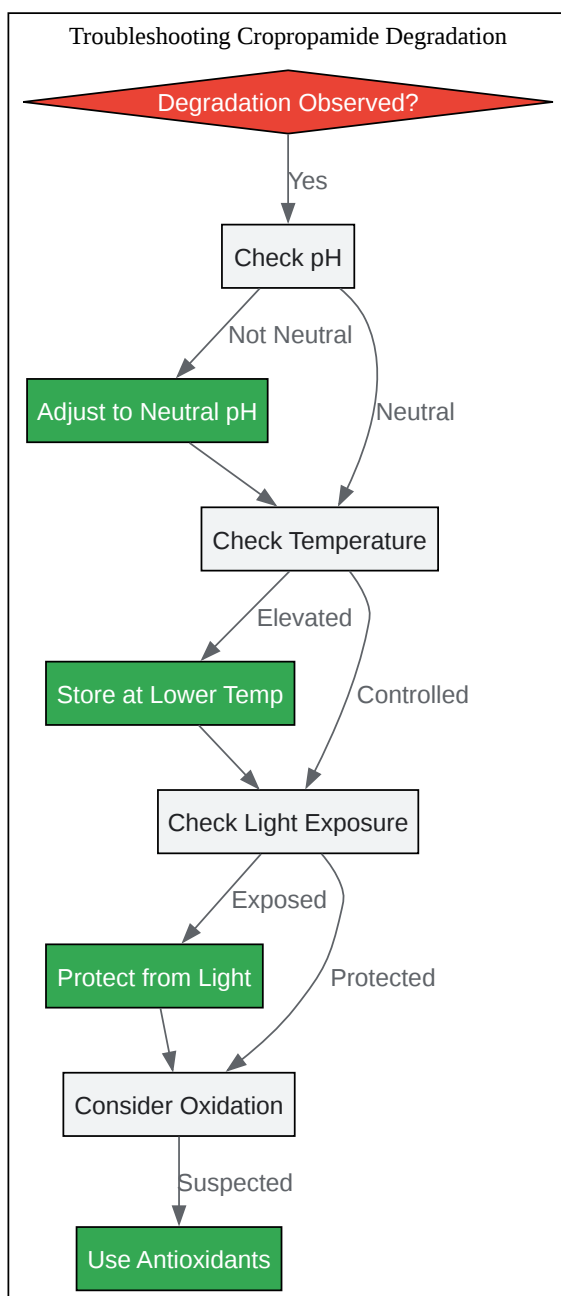 Troubleshooting Cropropamide Degradation
Degradation Observed?
Yes
Check pH
Not Neutral
Adjust to Neutral pH
Neutral
Check Temperature
Elevated
Store at Lower Temp
Controlled
Check Light Exposure
Exposed
Protect from Light
Protected
Consider Oxidation
Suspected
Use Antioxidants